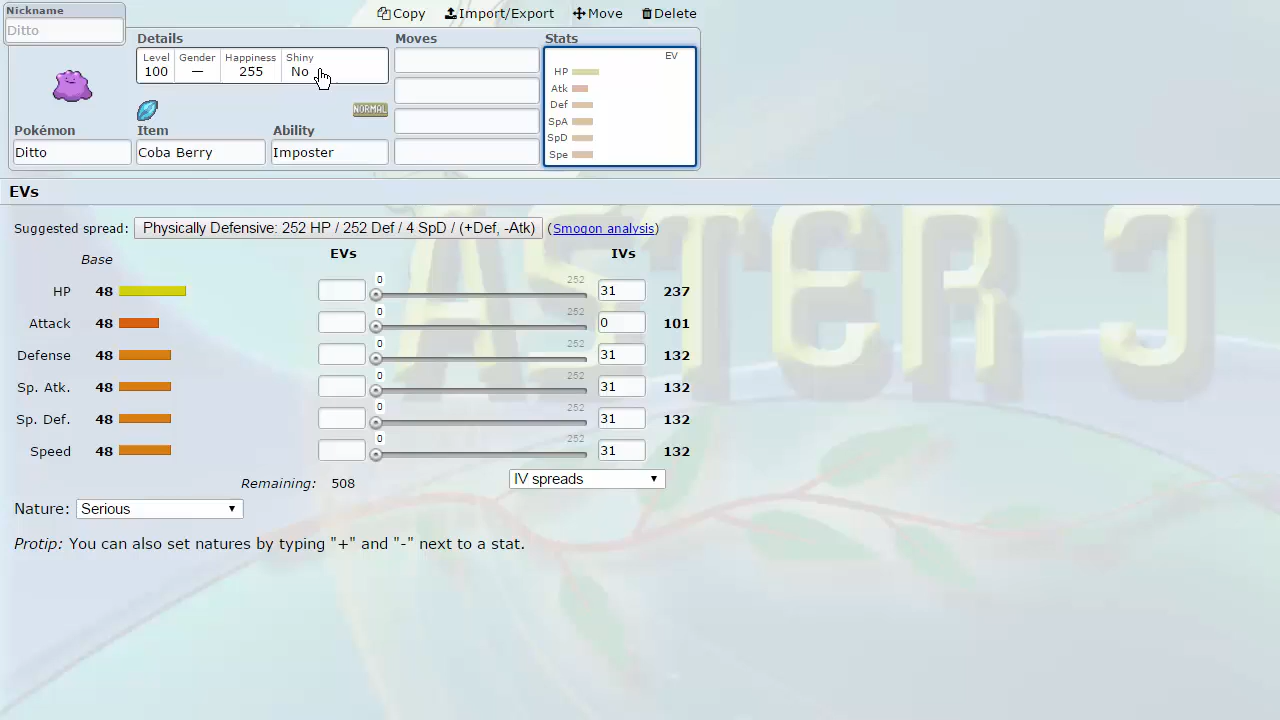 Nickname
Ditto
Copy Import/Export Move Delete
Details
Level Gender Happiness Shiny
100 — 255 No
NORMAL
Pokémon Item Ability
Ditto Coba Berry Imposter
Moves
Stats
EV
HP
Atk
Def
SpA
SpD
Spe
EVs
Suggested spread: Physically Defensive: 252 HP / 252 Def / 4 SpD / (+Def, -Atk) (Smogon analysis)
Base EVs IVs
HP 48 0 252 31 237
Attack 48 0 252 0 101
Defense 48 0 252 31 132
Sp. Atk. 48 0 252 31 132
Sp. Def. 48 0 252 31 132
Speed 48 0 252 31 132
Remaining: 508 IV spreads
Nature: Serious
Protip: You can also set natures by typing "+" and "-" next to a stat.
ASTER J